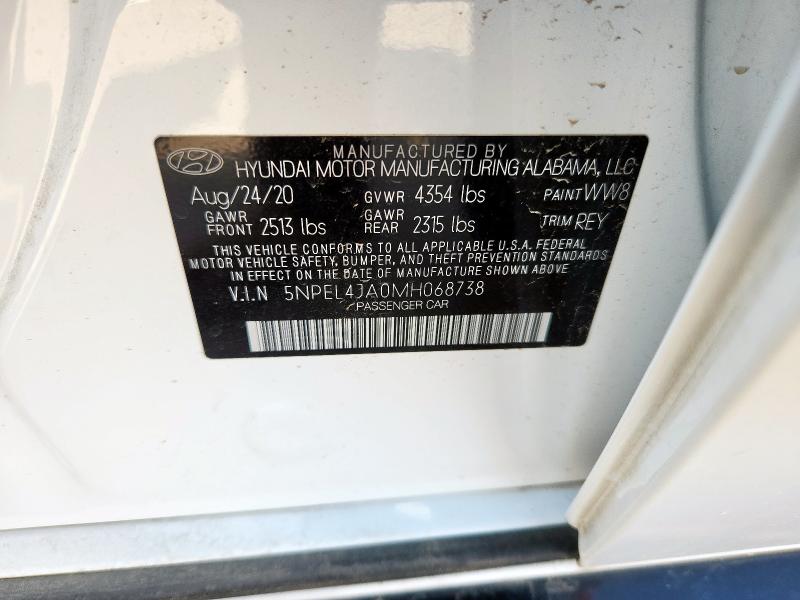 MANUFACTURED BY
HYUNDAI MOTOR MANUFACTURING ALABAMA, LLC
Aug/24/20 GVWR 4354 lbs PAINT WW8
GAWR FRONT 2513 lbs GAWR REAR 2315 lbs TRIM REY
THIS VEHICLE CONFORMS TO ALL APPLICABLE U.S.A. FEDERAL
MOTOR VEHICLE SAFETY, BUMPER, AND THEFT PREVENTION STANDARDS
IN EFFECT ON THE DATE OF MANUFACTURE SHOWN ABOVE.
V.I.N 5NPEL4JA0MH068738
PASSENGER CAR